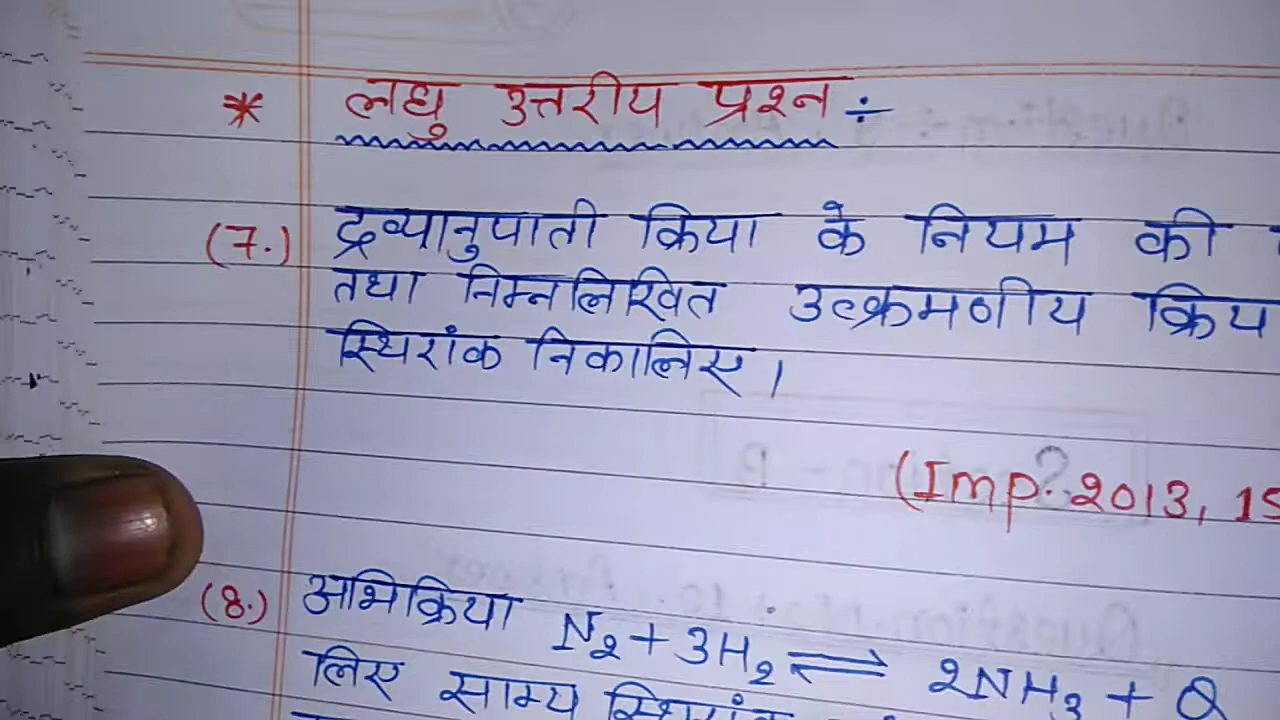 * लघु उत्तरीय प्रश्न ÷
(7.) द्रव्यानुपाती क्रिया के नियम की
तथा निम्नलिखित उत्क्रमणीय क्रिय
स्थिरांक निकालिए।
(Imp. 2013, 15
(8.) अभिक्रिया N₂ + 3H₂ ⇌ 2NH₃ + Q
लिए साम्य स्थिरांक